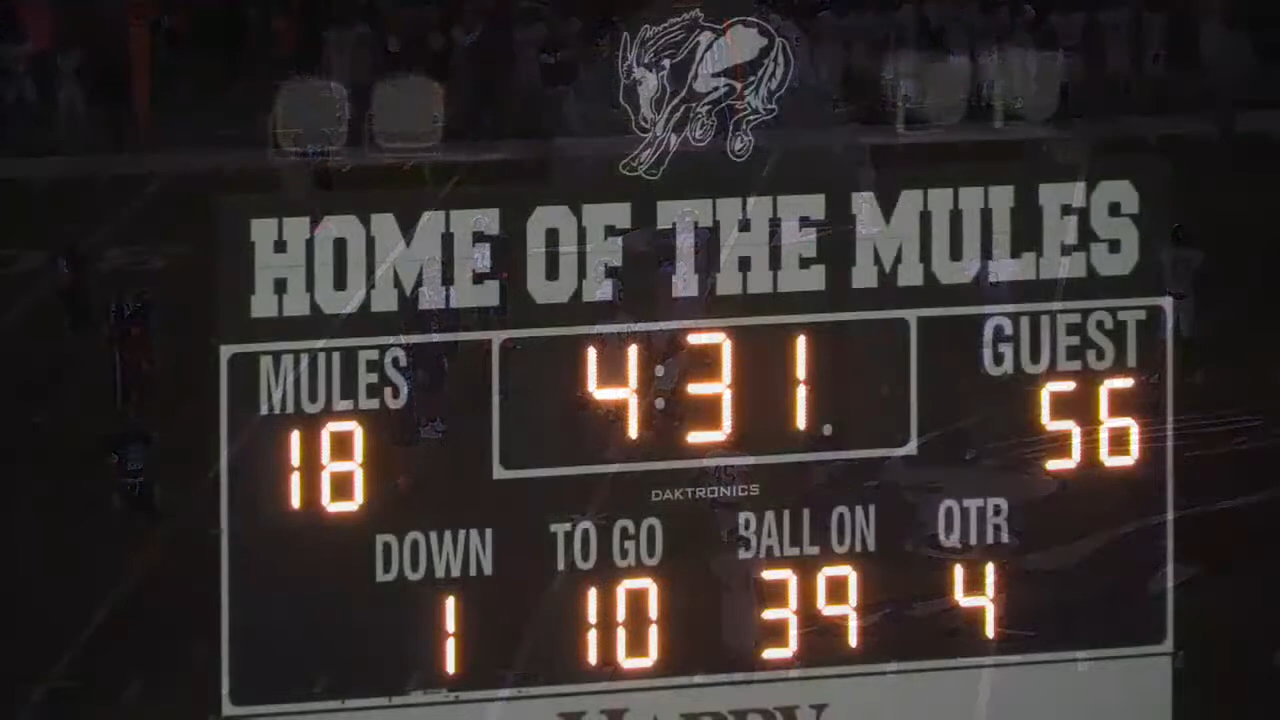 HOME OF THE MULES
MULES 4:31 GUEST
18 56
DAKTRONICS
DOWN TO GO BALL ON QTR
1 10 39 4